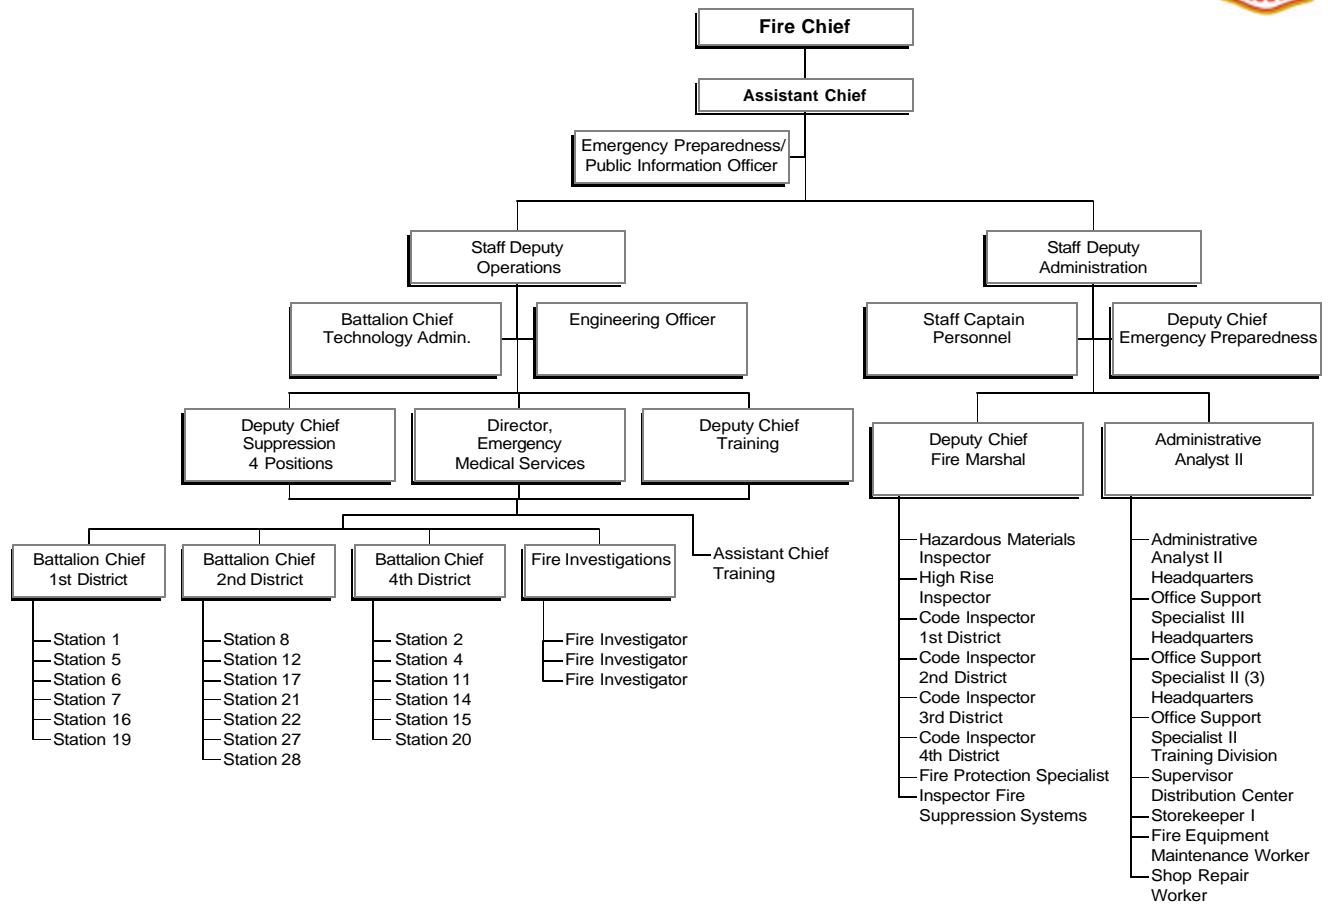 Fire Chief
Assistant Chief
Emergency Preparedness/
Public Information Officer
Staff Deputy
Operations
Staff Deputy
Administration
Battalion Chief
Technology Admin.
Engineering Officer
Staff Captain
Personnel
Deputy Chief
Emergency Preparedness
Deputy Chief
Suppression
4 Positions
Director,
Emergency
Medical Services
Deputy Chief
Training
Deputy Chief
Fire Marshal
Administrative
Analyst II
Battalion Chief
1st District
Battalion Chief
2nd District
Battalion Chief
4th District
Fire Investigations
Assistant Chief
Training
Station 1
Station 5
Station 6
Station 7
Station 16
Station 19
Station 8
Station 12
Station 17
Station 21
Station 22
Station 27
Station 28
Station 2
Station 4
Station 11
Station 14
Station 15
Station 20
Fire Investigator
Fire Investigator
Fire Investigator
Hazardous Materials
Inspector
High Rise
Inspector
Code Inspector
1st District
Code Inspector
2nd District
Code Inspector
3rd District
Code Inspector
4th District
Fire Protection Specialist
Inspector Fire
Suppression Systems
Administrative
Analyst II
Headquarters
Office Support
Specialist III
Headquarters
Office Support
Specialist II (3)
Headquarters
Office Support
Specialist II
Training Division
Supervisor
Distribution Center
Storekeeper I
Fire Equipment
Maintenance Worker
Shop Repair
Worker